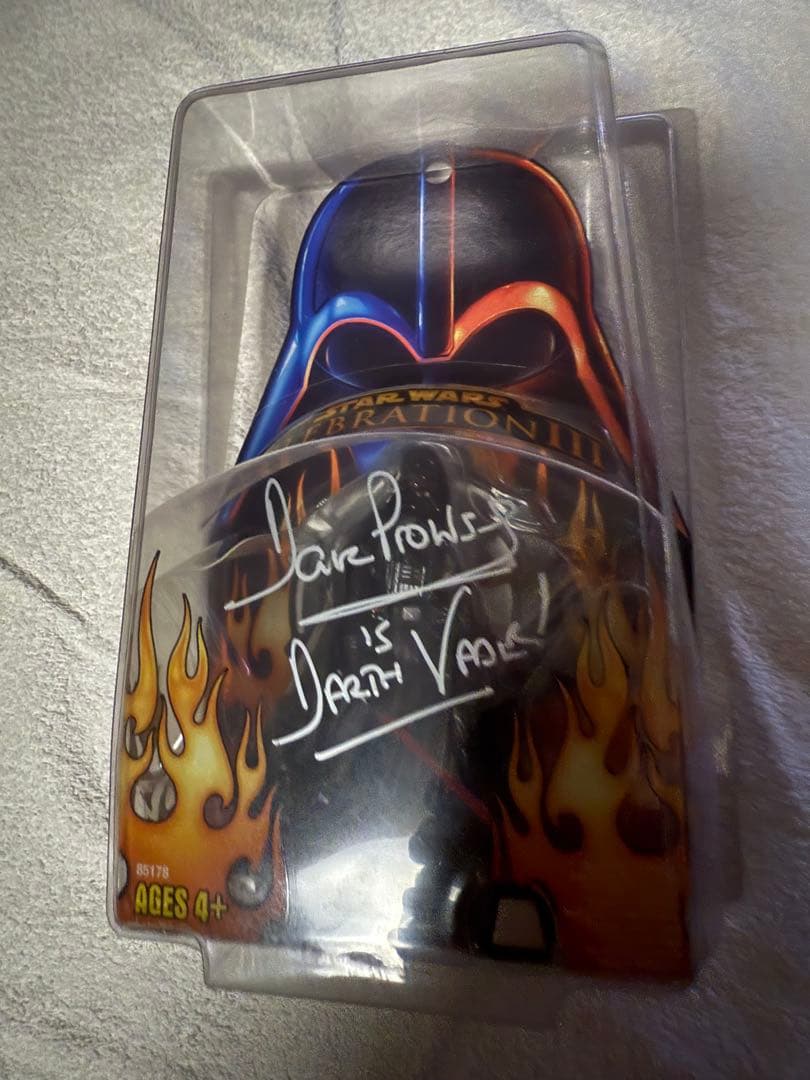 STAR WARS
EBRATION III
Dave Prowse
is
DARTH VADER!
85178
AGES 4+